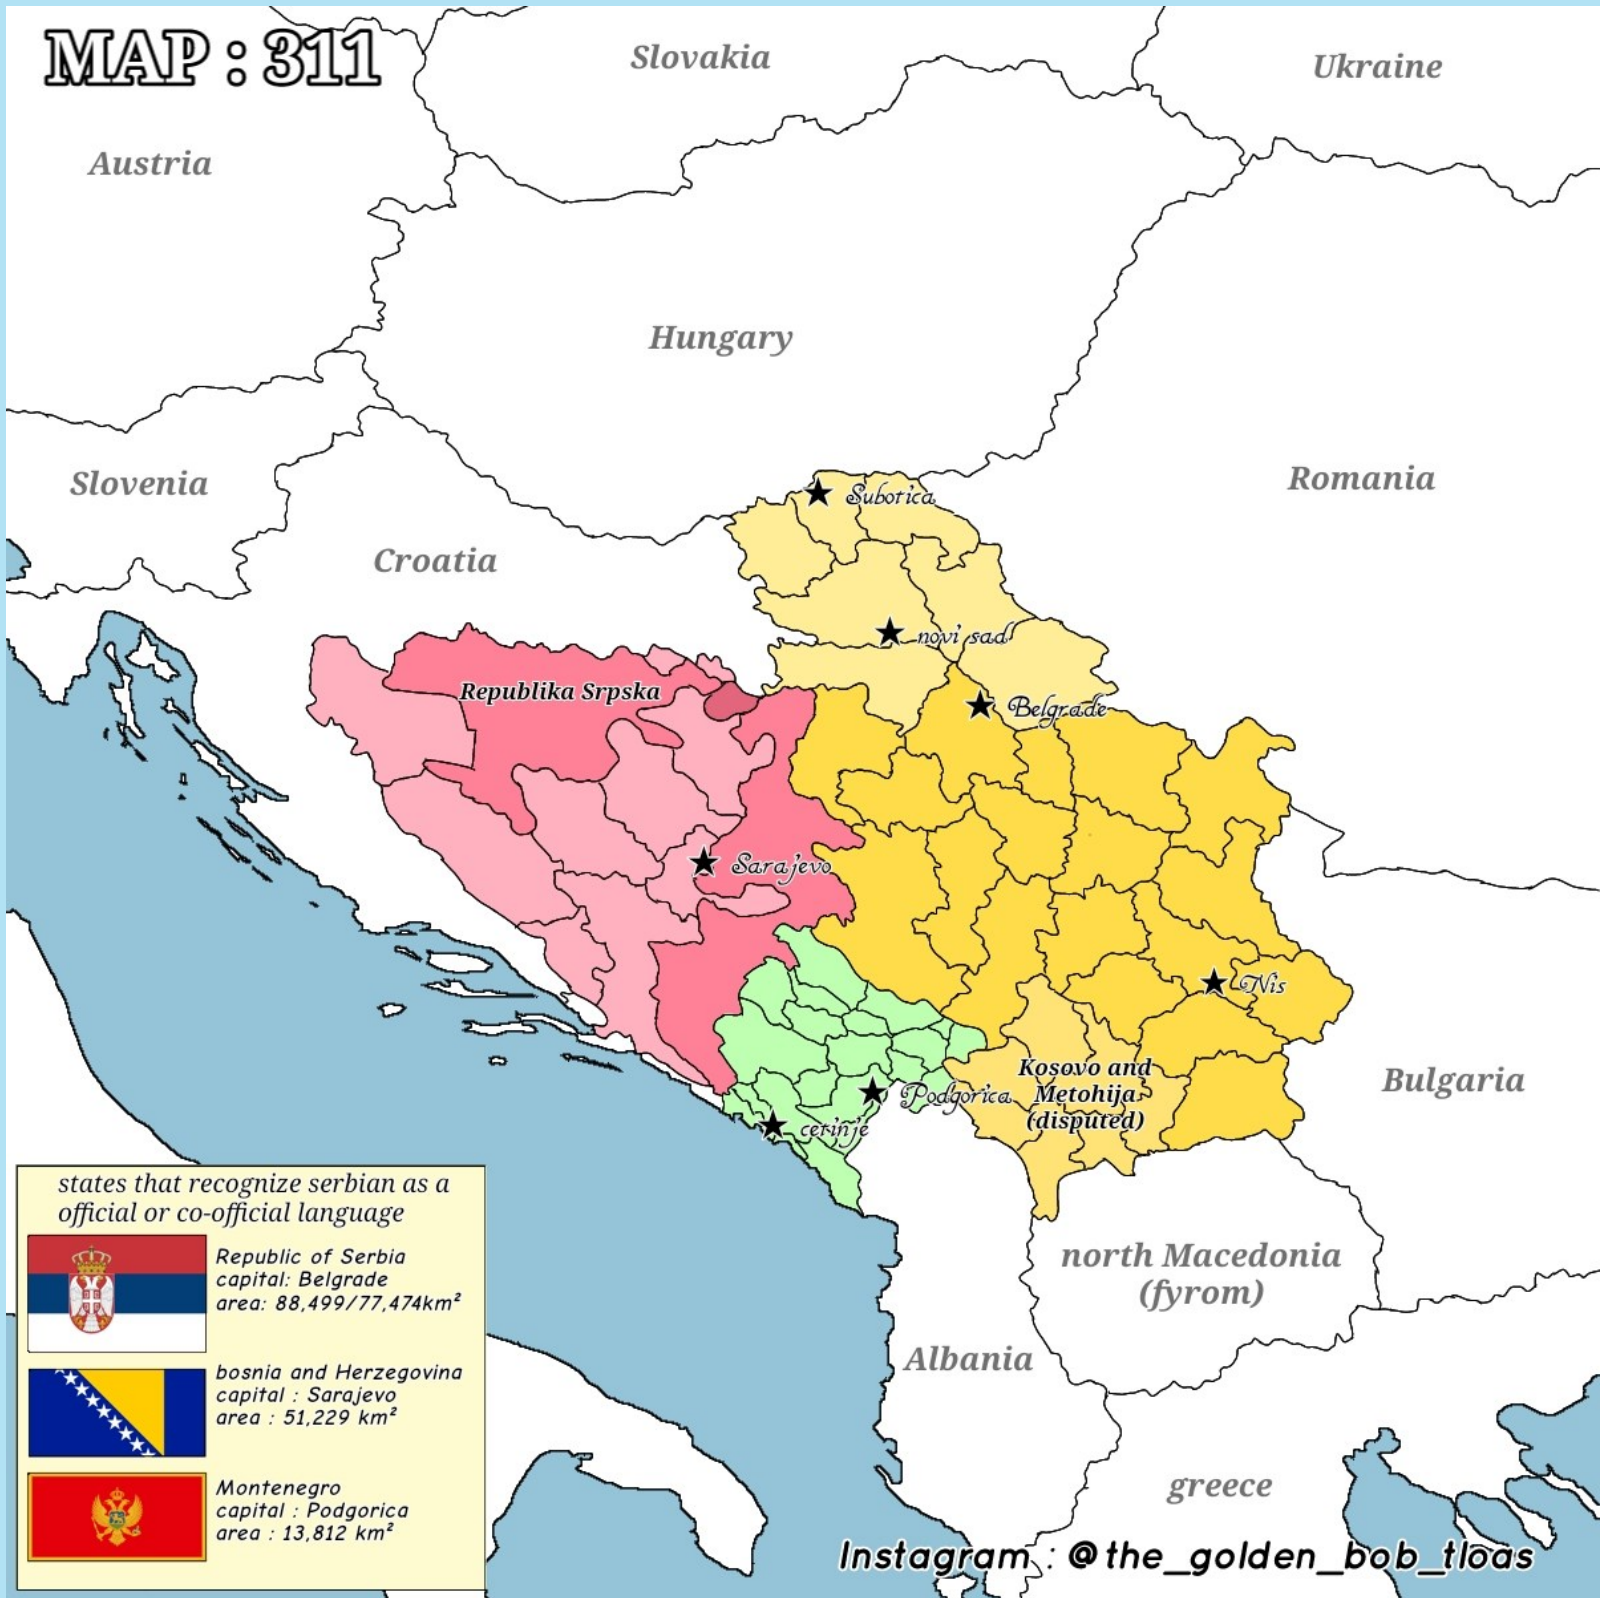 MAP : 311
Slovakia
Ukraine
Austria
Hungary
Slovenia
Romania
Subotica
Croatia
novi sad
Republika Srpska
Belgrade
Sarajevo
Nis
Kosovo and
Metohija
(disputed)
Bulgaria
Podgorica
cetinje
states that recognize serbian as a
official or co-official language
Republic of Serbia
capital: Belgrade
area: 88,499/77,474km²
bosnia and Herzegovina
capital : Sarajevo
area : 51,229 km²
Montenegro
capital : Podgorica
area : 13,812 km²
north Macedonia
(fyrom)
Albania
greece
Instagram : @the_golden_bob_tloas